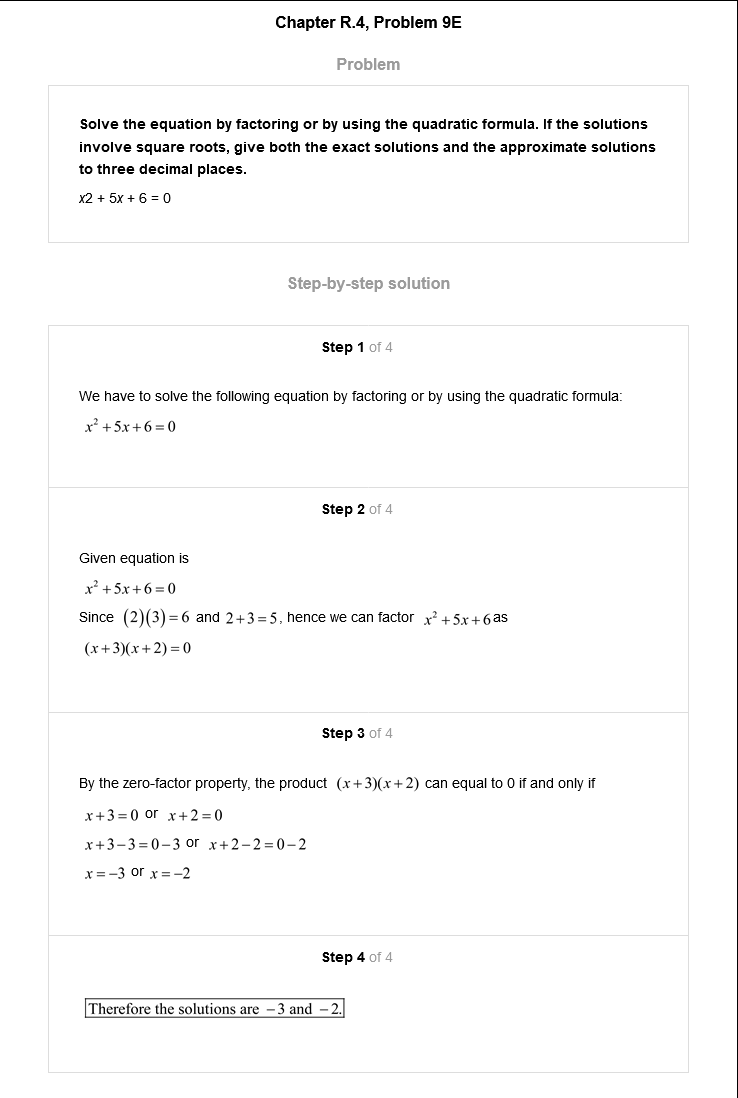 Chapter R.4, Problem 9E
Problem
Solve the equation by factoring or by using the quadratic formula. If the solutions
involve square roots, give both the exact solutions and the approximate solutions
to three decimal places.
x2 + 5x + 6 = 0
Step-by-step solution
Step 1 of 4
We have to solve the following equation by factoring or by using the quadratic formula:
x² + 5x + 6 = 0
Step 2 of 4
Given equation is
x² + 5x + 6 = 0
Since (2)(3) = 6 and 2 + 3 = 5, hence we can factor x² + 5x + 6 as
(x + 3)(x + 2) = 0
Step 3 of 4
By the zero-factor property, the product (x + 3)(x + 2) can equal to 0 if and only if
x + 3 = 0 or x + 2 = 0
x + 3 − 3 = 0 − 3 or x + 2 − 2 = 0 − 2
x = −3 or x = −2
Step 4 of 4
Therefore the solutions are −3 and −2.